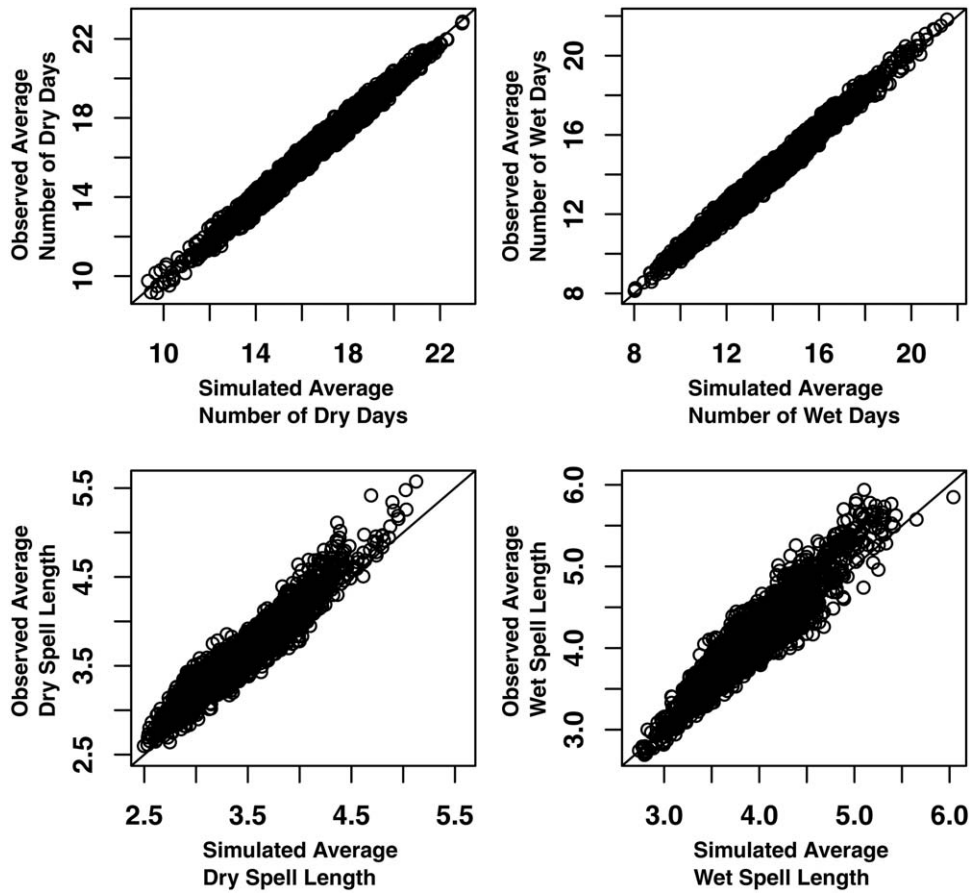 Observed Average
Number of Dry Days
10 14 18 22
10 14 18 22
Simulated Average
Number of Dry Days
Observed Average
Number of Wet Days
8 12 16 20
8 12 16 20
Simulated Average
Number of Wet Days
Observed Average
Dry Spell Length
2.5 3.5 4.5 5.5
2.5 3.5 4.5 5.5
Simulated Average
Dry Spell Length
Observed Average
Wet Spell Length
3.0 4.0 5.0 6.0
3.0 4.0 5.0 6.0
Simulated Average
Wet Spell Length